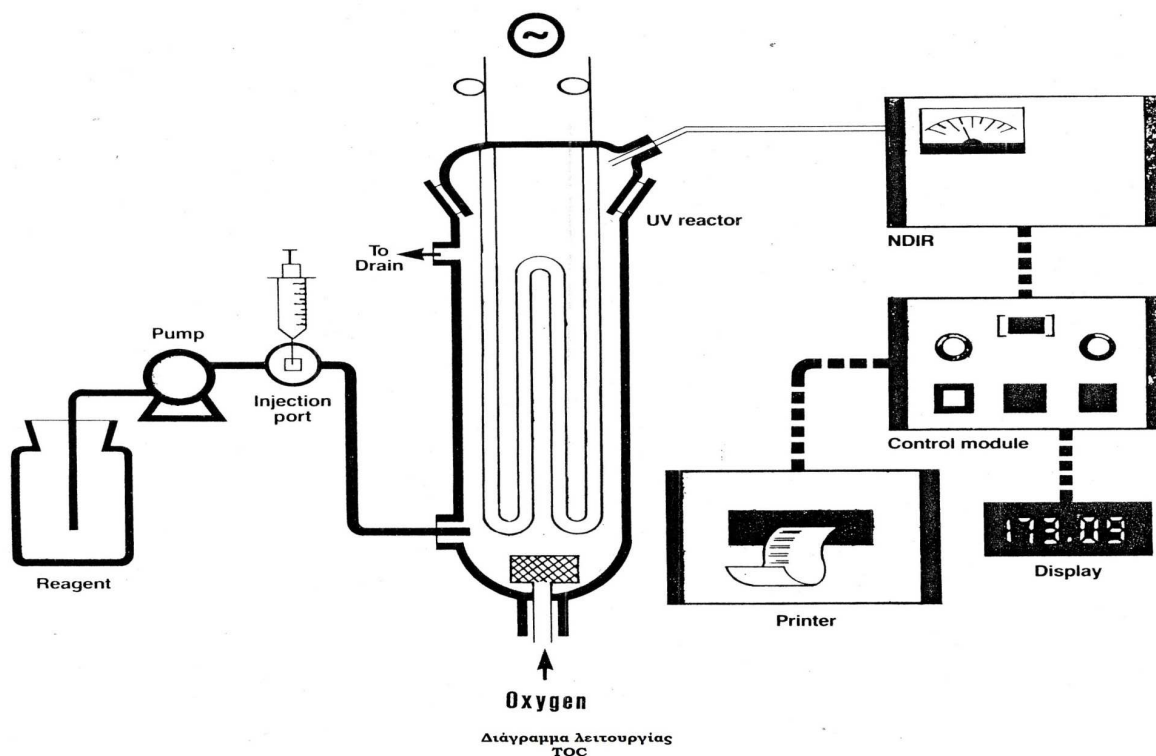 ~
UV reactor
NDIR
To
Drain
Pump
Injection
port
Control module
Reagent
173.09
Display
Printer
Oxygen
Διάγραμμα λειτουργίας
TOC